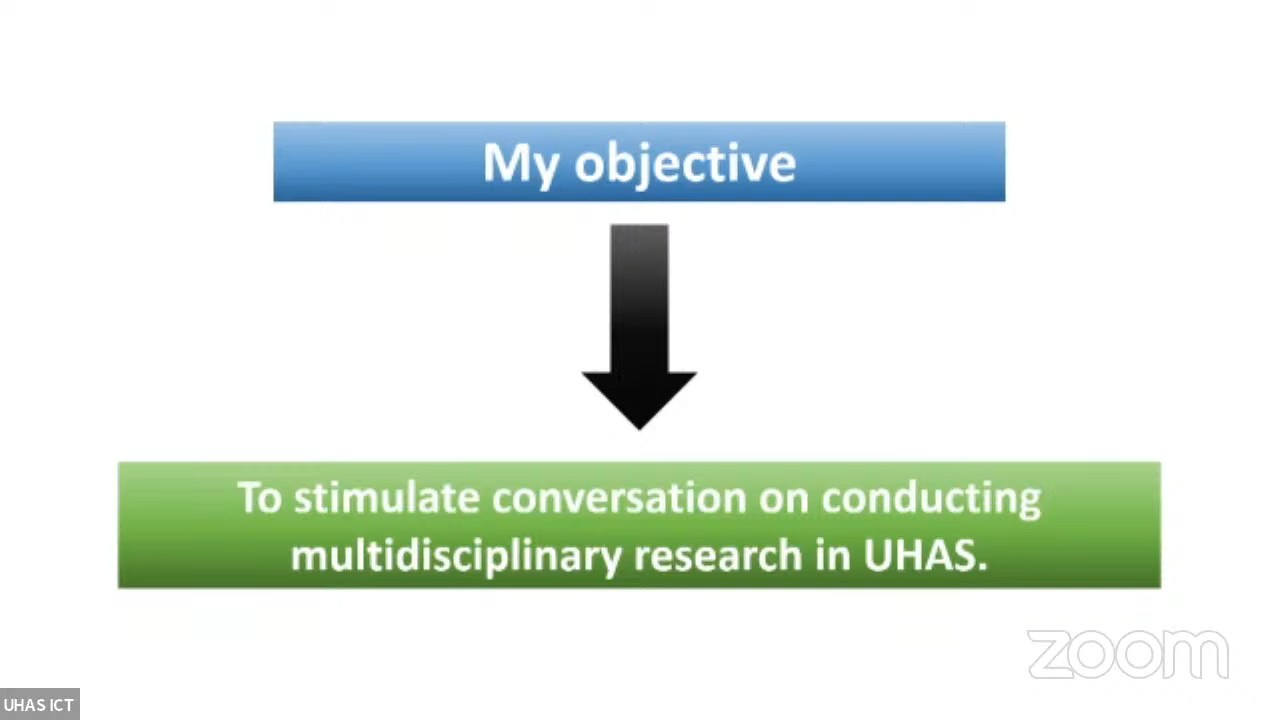 My objective
To stimulate conversation on conducting
multidisciplinary research in UHAS.
zoom
UHAS ICT